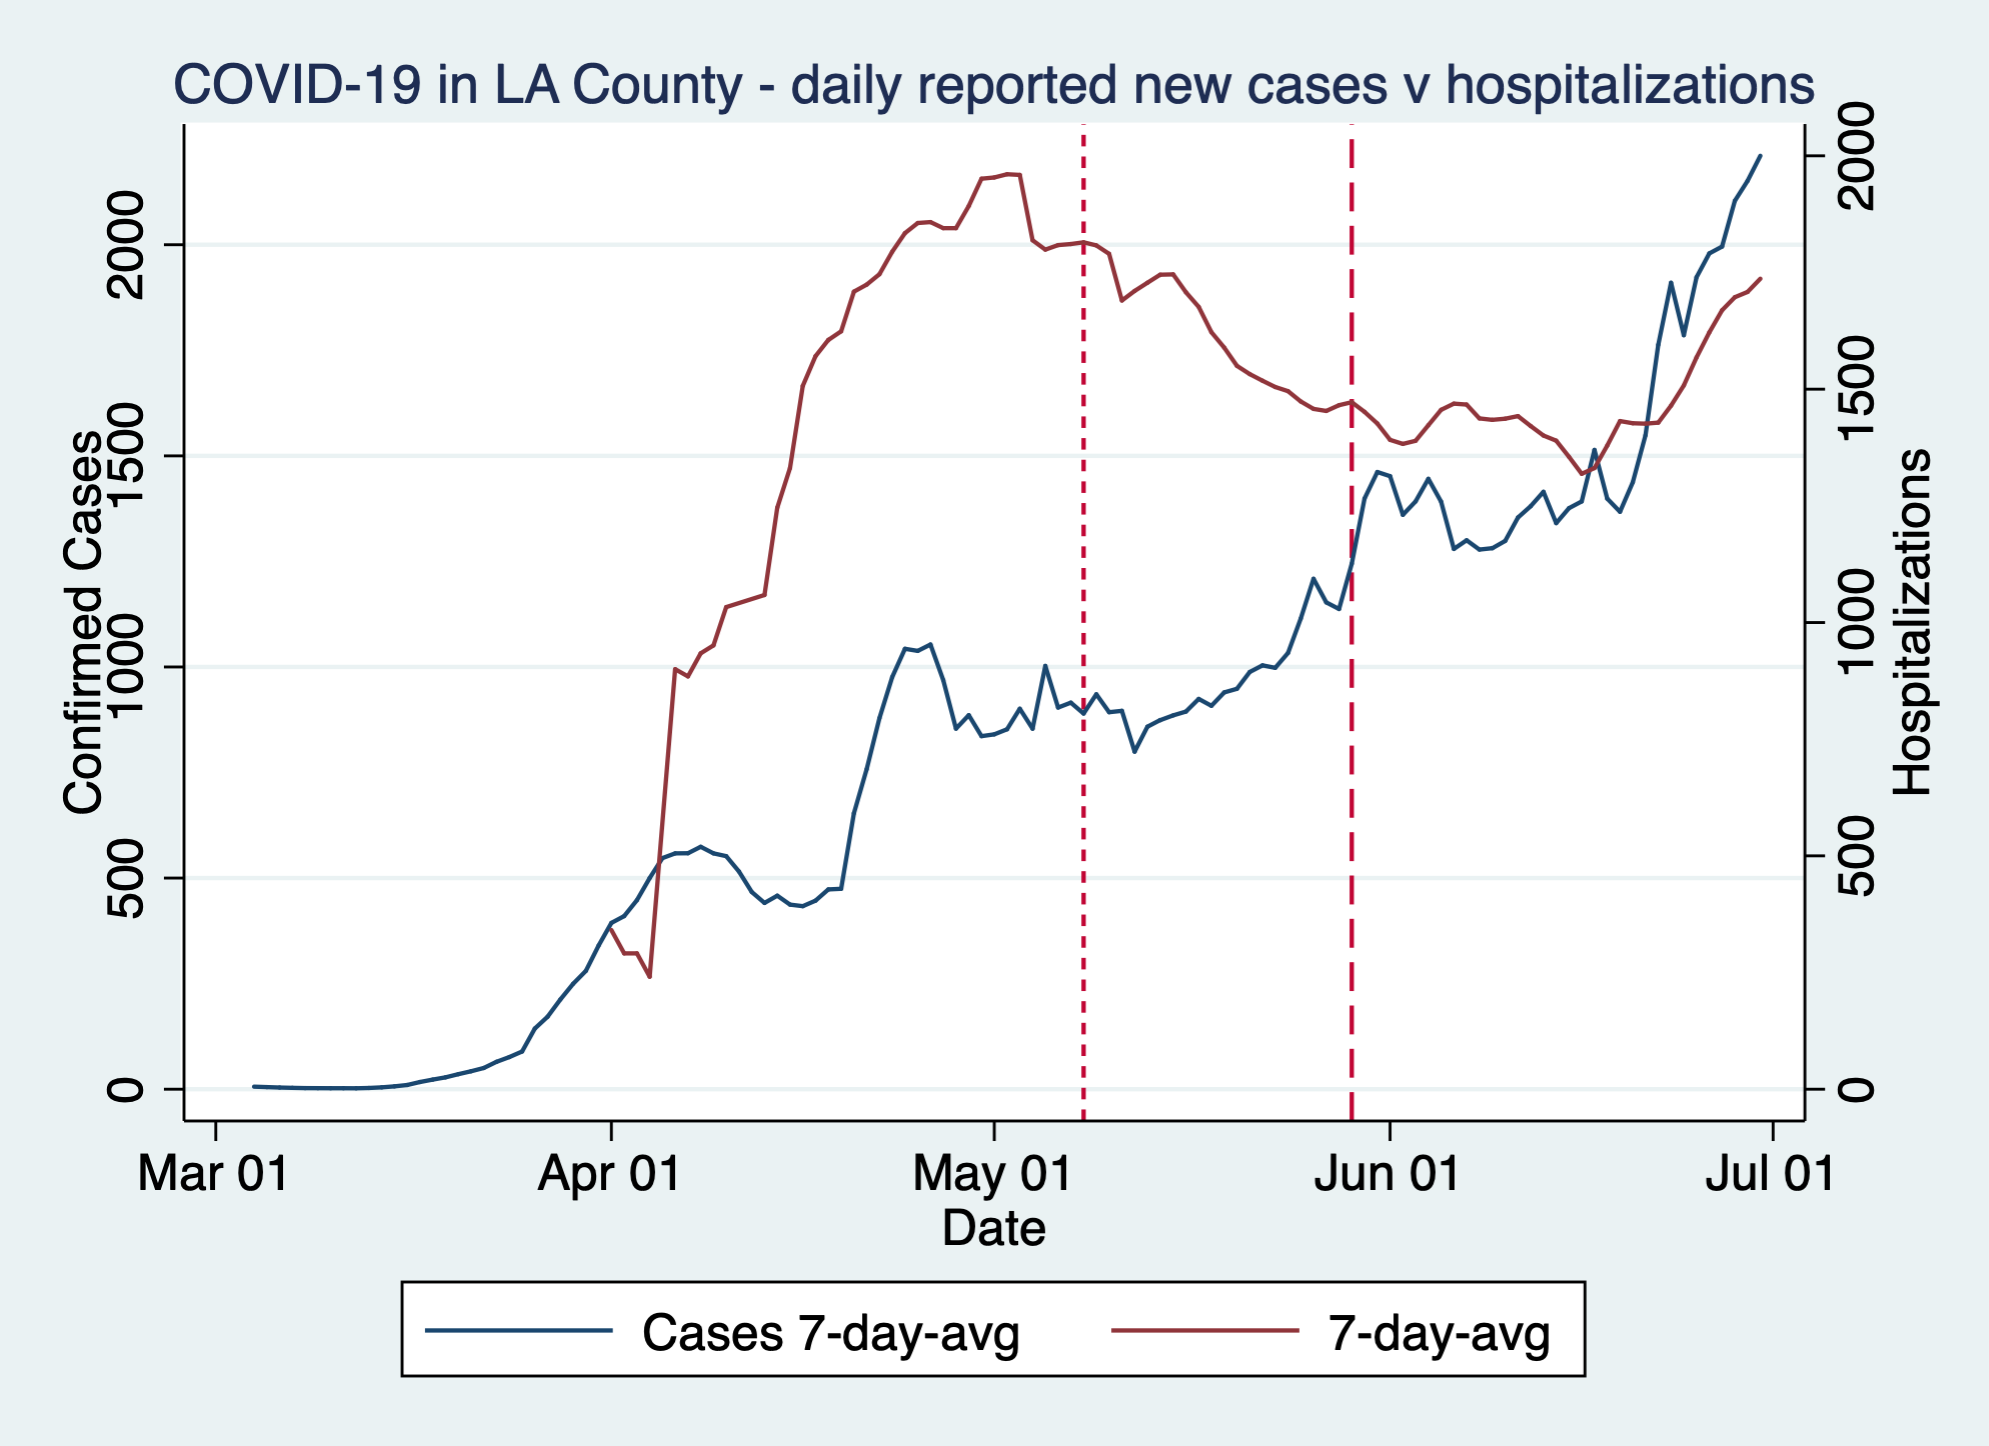 COVID-19 in LA County - daily reported new cases v hospitalizations
Confirmed Cases
2000
1500
1000
500
0
2000
1500
1000
500
0
Hospitalizations
Mar 01 Apr 01 May 01 Jun 01 Jul 01
Date
Cases 7-day-avg 7-day-avg